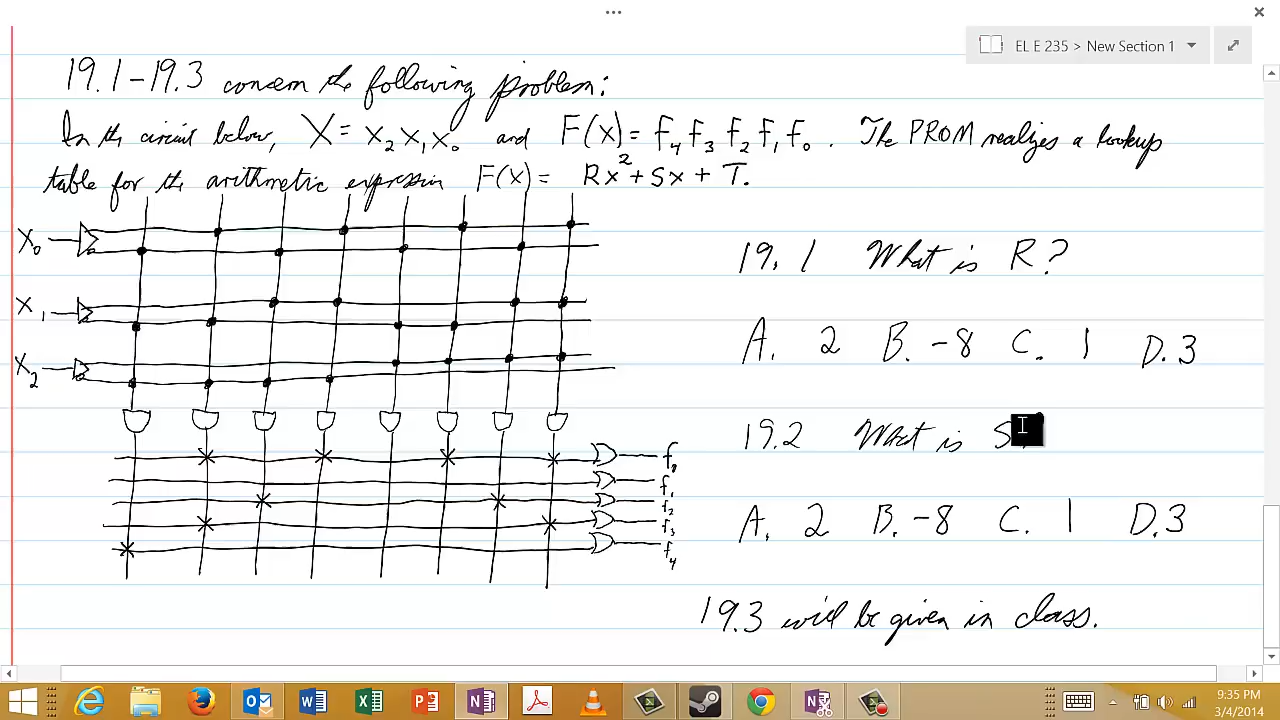 EL E 235 > New Section 1
19.1-19.3 concern the following problem:
In the circuit below, X = x₂x₁x₀ and F(x) = f₄f₃f₂f₁f₀. The PROM realizes a lookup
table for the arithmetic expression F(x) = Rx² + Sx + T.
X₀
X₁
X₂
f₀
f₁
f₂
f₃
f₄
19.1 What is R?
A. 2 B. -8 C. 1 D. 3
19.2 What is S
A. 2 B. -8 C. 1 D. 3
19.3 will be given in class.
9:35 PM
3/4/2014